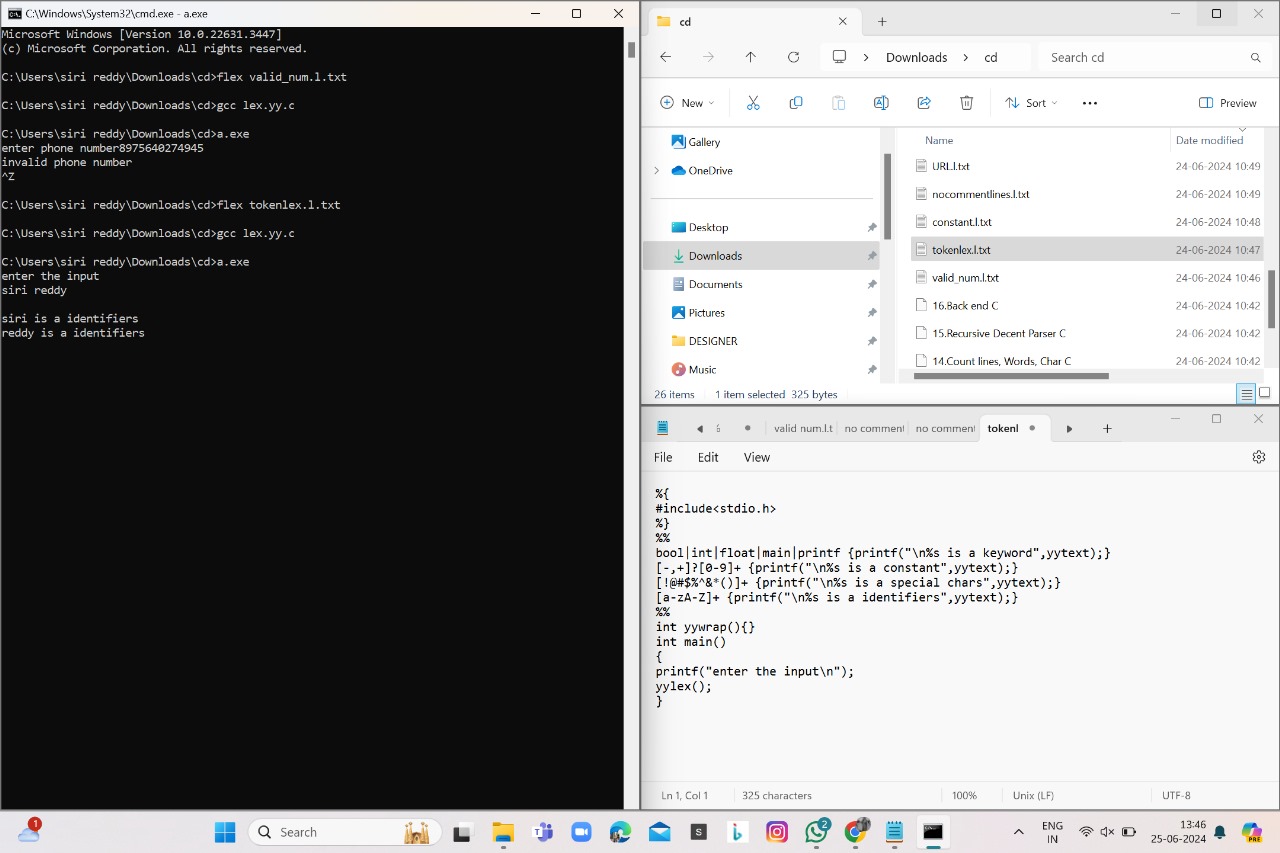 C:\Windows\System32\cmd.exe - a.exe
Microsoft Windows [Version 10.0.22631.3447]
(c) Microsoft Corporation. All rights reserved.
C:\Users\siri reddy\Downloads\cd>flex valid_num.l.txt
C:\Users\siri reddy\Downloads\cd>gcc lex.yy.c
C:\Users\siri reddy\Downloads\cd>a.exe
enter phone number8975640274945
invalid phone number
^Z
C:\Users\siri reddy\Downloads\cd>flex tokenlex.l.txt
C:\Users\siri reddy\Downloads\cd>gcc lex.yy.c
C:\Users\siri reddy\Downloads\cd>a.exe
enter the input
siri reddy
siri is a identifiers
reddy is a identifiers
cd
Downloads > cd
Search cd
New
Sort
Preview
Gallery
OneDrive
Desktop
Downloads
Documents
Pictures
DESIGNER
Music
Name Date modified
URL.l.txt 24-06-2024 10:49
nocommentlines.l.txt 24-06-2024 10:49
constant.l.txt 24-06-2024 10:48
tokenlex.l.txt 24-06-2024 10:47
valid_num.l.txt 24-06-2024 10:46
16.Back end C 24-06-2024 10:42
15.Recursive Decent Parser C 24-06-2024 10:42
14.Count lines, Words, Char C 24-06-2024 10:42
26 items 1 item selected 325 bytes
valid num.l.t no comment no comment tokenl
File Edit View
%{
#include<stdio.h>
%}
%%
bool|int|float|main|printf {printf("\n%s is a keyword",yytext);}
[-,+]?[0-9]+ {printf("\n%s is a constant",yytext);}
[!@#$%^&*()]+ {printf("\n%s is a special chars",yytext);}
[a-zA-Z]+ {printf("\n%s is a identifiers",yytext);}
%%
int yywrap(){}
int main()
{
printf("enter the input\n");
yylex();
}
Ln 1, Col 1 325 characters 100% Unix (LF) UTF-8
1
Search
S
2
PRE
ENG
IN
13:46
25-06-2024